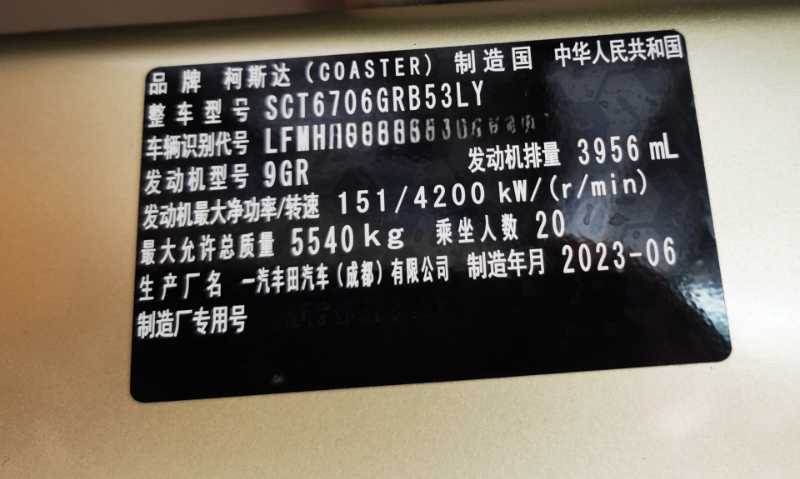 品牌 柯斯达(COASTER) 制造国 中华人民共和国
整车型号 SCT6706GRB53LY
车辆识别代号
发动机型号 9GR 发动机排量 3956 mL
发动机最大净功率/转速 151/4200 kW/(r/min)
最大允许总质量 5540kg 乘坐人数 20
生产厂名 一汽丰田汽车(成都)有限公司 制造年月 2023-06
制造厂专用号